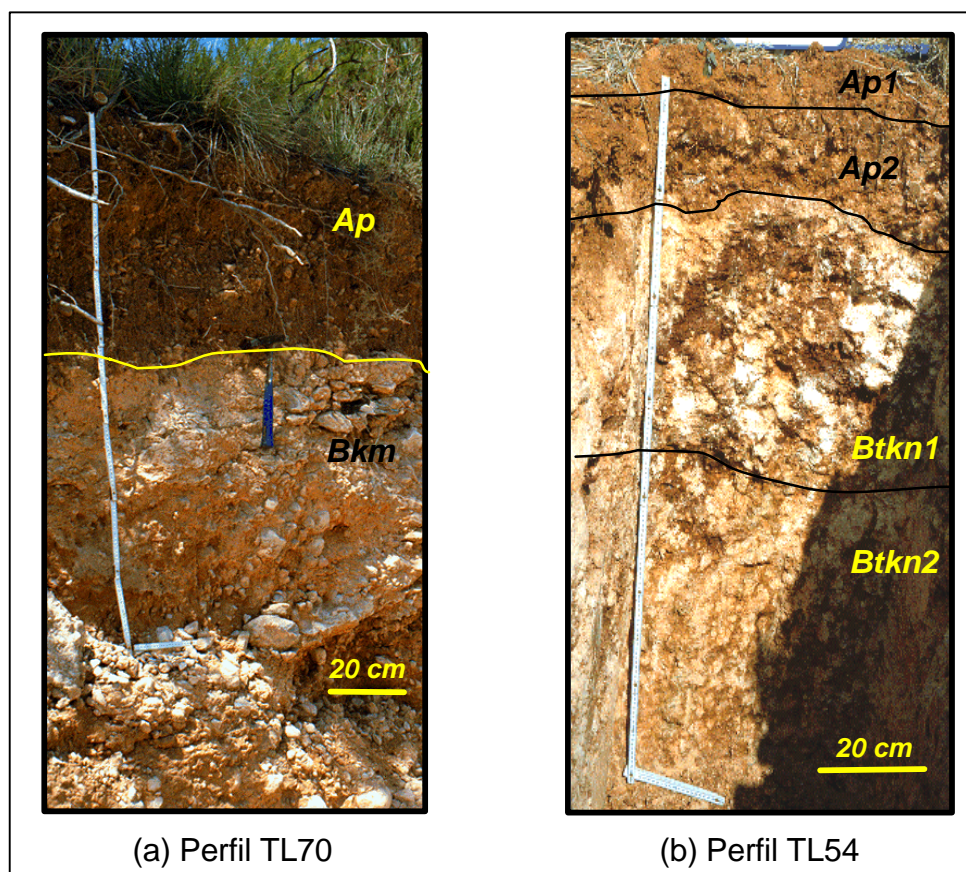 Ap
Bkm
20 cm
(a) Perfil TL70
Ap1
Ap2
Btkn1
Btkn2
20 cm
(b) Perfil TL54